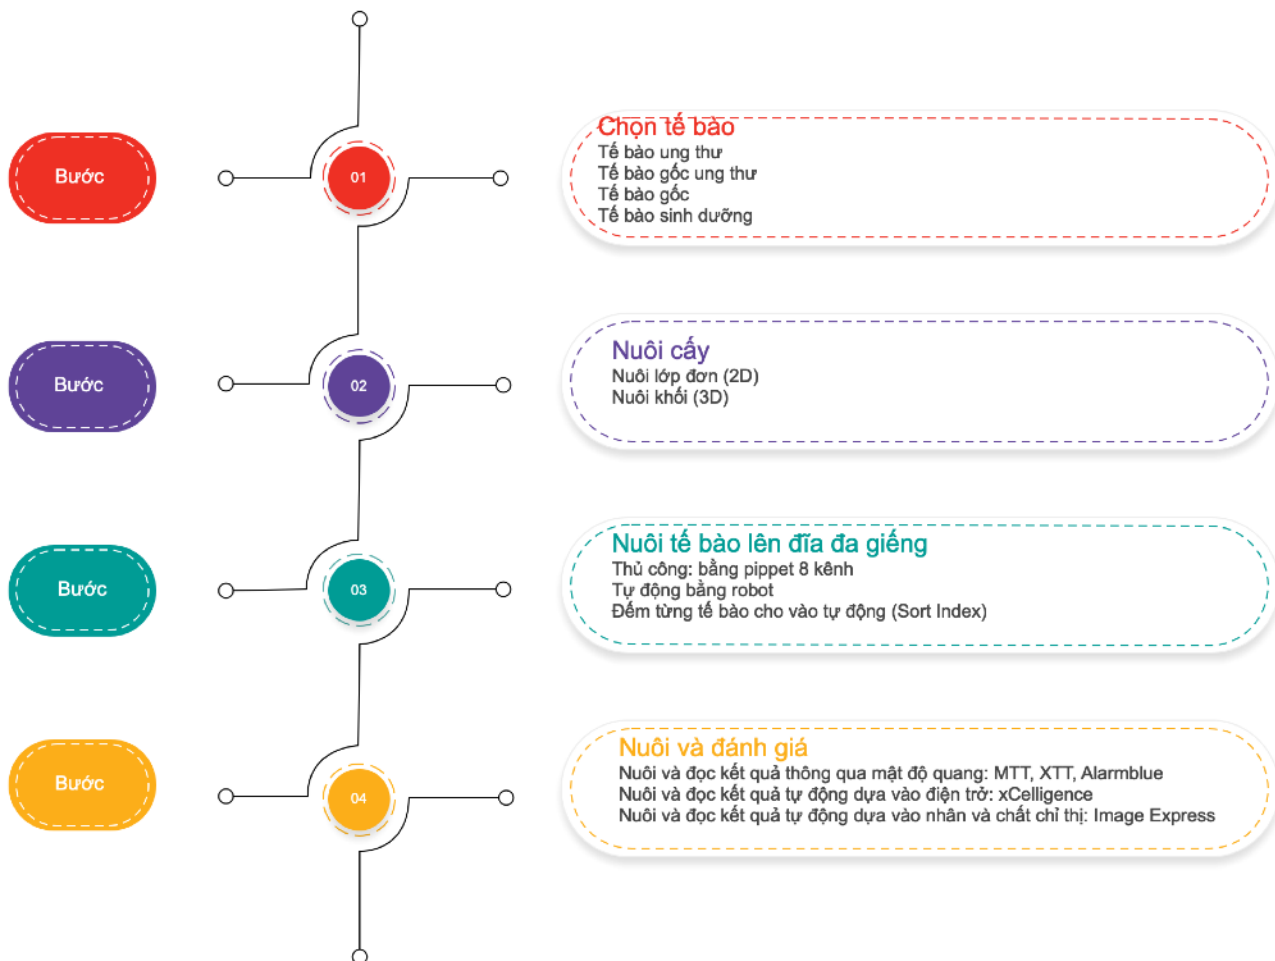 Bước
01
Chọn tế bào
Tế bào ung thư
Tế bào gốc ung thư
Tế bào gốc
Tế bào sinh dưỡng
Bước
02
Nuôi cấy
Nuôi lớp đơn (2D)
Nuôi khối (3D)
Bước
03
Nuôi tế bào lên đĩa đa giếng
Thủ công: bằng pippet 8 kênh
Tự động bằng robot
Đếm từng tế bào cho vào tự động (Sort Index)
Bước
04
Nuôi và đánh giá
Nuôi và đọc kết quả thông qua mật độ quang: MTT, XTT, Alarmblue
Nuôi và đọc kết quả tự động dựa vào điện trở: xCelligence
Nuôi và đọc kết quả tự động dựa vào nhân và chất chỉ thị: Image Express